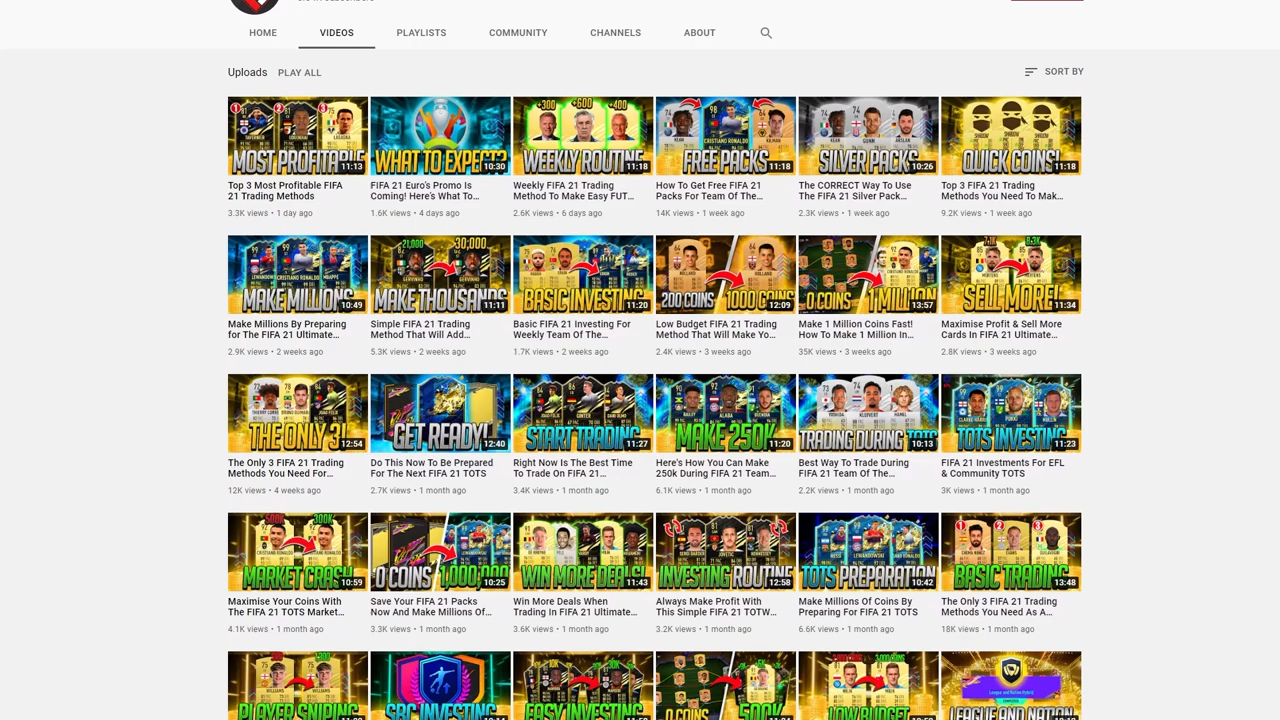 HOME VIDEOS PLAYLISTS COMMUNITY CHANNELS ABOUT
Uploads PLAY ALL SORT BY
+300 +600 +400
MOST PROFITABLE WHAT TO EXPECT? WEEKLY ROUTINE FREE PACKS SILVER PACKS QUICK COINS!
11:13 10:30 11:18 11:18 10:26 11:18
Top 3 Most Profitable FIFA 21 Trading Methods
3.3K views • 1 day ago
FIFA 21 Euro's Promo Is Coming! Here's What To...
1.6K views • 4 days ago
Weekly FIFA 21 Trading Method To Make Easy FUT...
2.6K views • 6 days ago
How To Get Free FIFA 21 Packs For Team Of The...
14K views • 1 week ago
The CORRECT Way To Use The FIFA 21 Silver Pack...
2.3K views • 1 week ago
Top 3 FIFA 21 Trading Methods You Need To Mak...
9.2K views • 1 week ago
MAKE MILLIONS MAKE THOUSANDS BASIC INVESTING 200 COINS 1000 COINS 0 COINS 1 MILLION SELL MORE!
10:49 11:11 11:20 12:09 13:57 11:34
Make Millions By Preparing for The FIFA 21 Ultimate...
2.9K views • 2 weeks ago
Simple FIFA 21 Trading Method That Will Add...
5.3K views • 2 weeks ago
Basic FIFA 21 Investing For Weekly Team Of The...
1.7K views • 2 weeks ago
Low Budget FIFA 21 Trading Method That Will Make Yo...
2.4K views • 3 weeks ago
Make 1 Million Coins Fast! How To Make 1 Million In...
35K views • 3 weeks ago
Maximise Profit & Sell More Cards In FIFA 21 Ultimate...
2.8K views • 3 weeks ago
THE ONLY 3! GET READY! START TRADING MAKE 250K TRADING DURING TOTS TOTS INVESTING
12:54 12:40 11:27 11:20 10:13 11:23
The Only 3 FIFA 21 Trading Methods You Need For...
12K views • 4 weeks ago
Do This Now To Be Prepared For The Next FIFA 21 TOTS
2.7K views • 1 month ago
Right Now Is The Best Time To Trade On FIFA 21...
3.4K views • 1 month ago
Here's How You Can Make 250k During FIFA 21 Team...
6.1K views • 1 month ago
Best Way To Trade During FIFA 21 Team Of The...
2.2K views • 1 month ago
FIFA 21 Investments For EFL & Community TOTS
3K views • 1 month ago
MARKET CRASH 0 COINS 1,000,000 WIN MORE DEALS! INVESTING ROUTINE TOTS PREPARATION BASIC TRADING
10:59 10:25 11:43 12:58 10:42 13:48
Maximise Your Coins With The FIFA 21 TOTS Market...
4.1K views • 1 month ago
Save Your FIFA 21 Packs Now And Make Millions Of...
3.3K views • 1 month ago
Win More Deals When Trading In FIFA 21 Ultimate...
3.6K views • 1 month ago
Always Make Profit With This Simple FIFA 21 TOTW...
3.2K views • 1 month ago
Make Millions Of Coins By Preparing For FIFA 21 TOTS
6.6K views • 1 month ago
The Only 3 FIFA 21 Trading Methods You Need As A...
18K views • 1 month ago
League and Nation Hybrid
PLAYER SNIPING SBC INVESTING EASY INVESTING 0 COINS 500K LOW BUDGET LEAGUE AND NATION